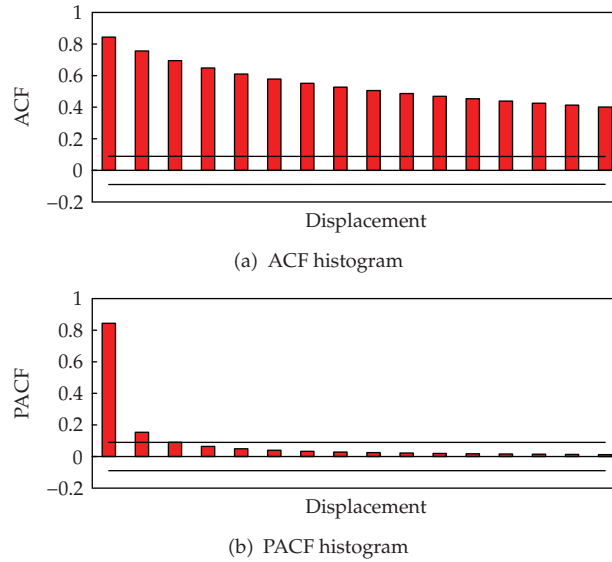 1
0.8
0.6
0.4
0.2
0
−0.2
ACF
Displacement
(a) ACF histogram
1
0.8
0.6
0.4
0.2
0
−0.2
PACF
Displacement
(b) PACF histogram